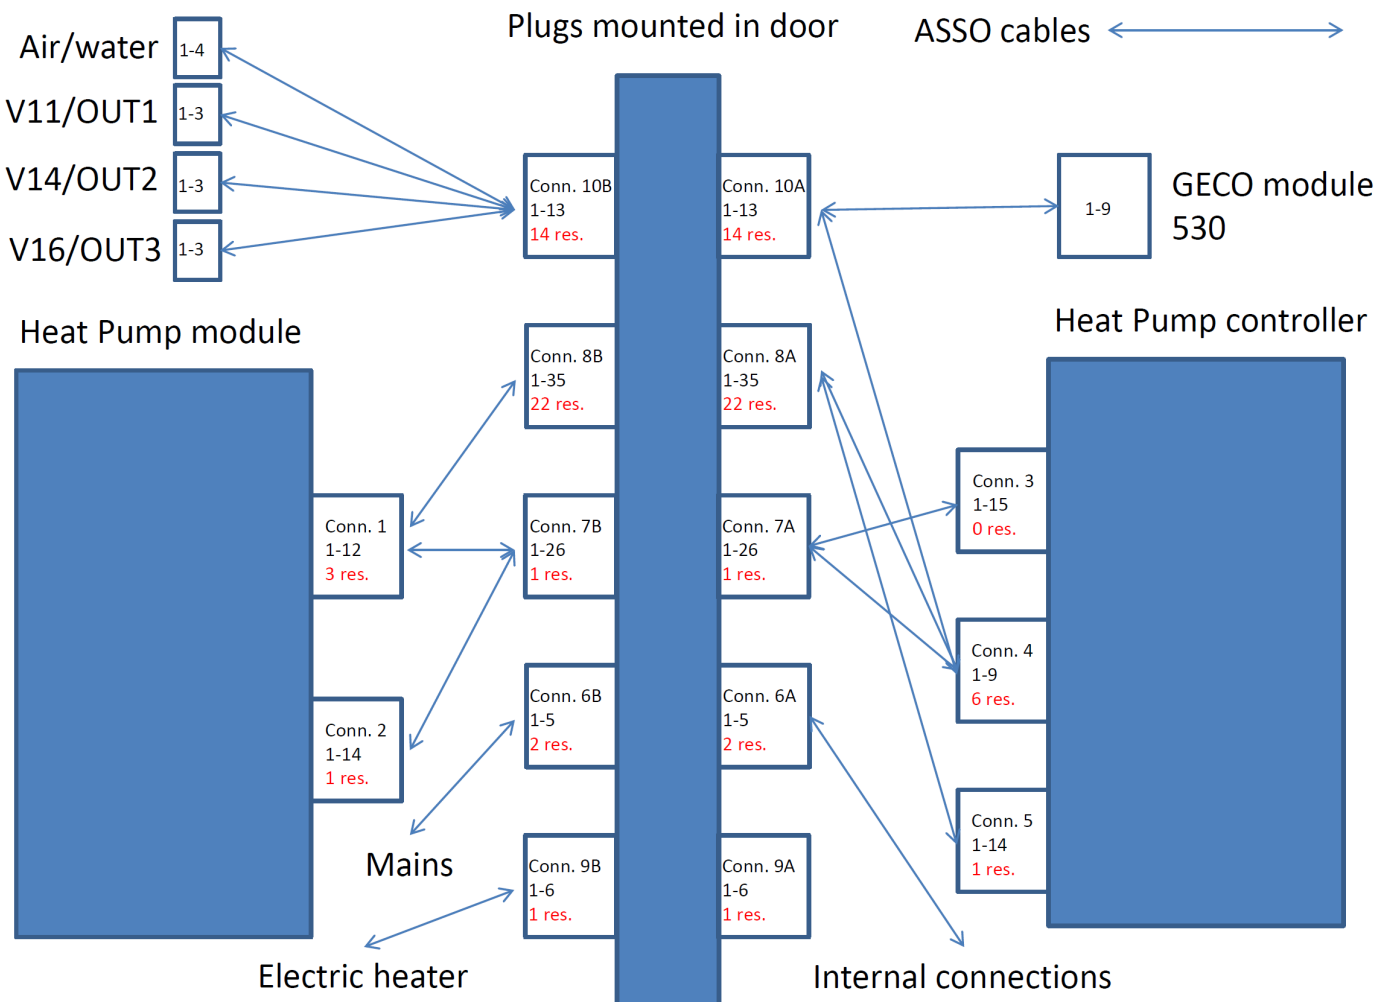 Plugs mounted in door
ASSO cables
Air/water
1-4
V11/OUT1
1-3
V14/OUT2
1-3
V16/OUT3
1-3
Conn. 10B
1-13
14 res.
Conn. 10A
1-13
14 res.
1-9
GECO module
530
Heat Pump module
Heat Pump controller
Conn. 8B
1-35
22 res.
Conn. 8A
1-35
22 res.
Conn. 1
1-12
3 res.
Conn. 7B
1-26
1 res.
Conn. 7A
1-26
1 res.
Conn. 3
1-15
0 res.
Conn. 2
1-14
1 res.
Conn. 6B
1-5
2 res.
Conn. 6A
1-5
2 res.
Conn. 4
1-9
6 res.
Mains
Conn. 9B
1-6
1 res.
Conn. 9A
1-6
1 res.
Conn. 5
1-14
1 res.
Electric heater
Internal connections